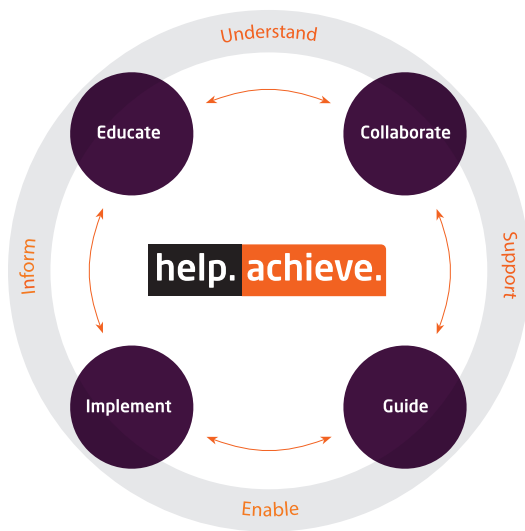 Understand
Educate
Collaborate
Inform
help. achieve.
Support
Implement
Guide
Enable